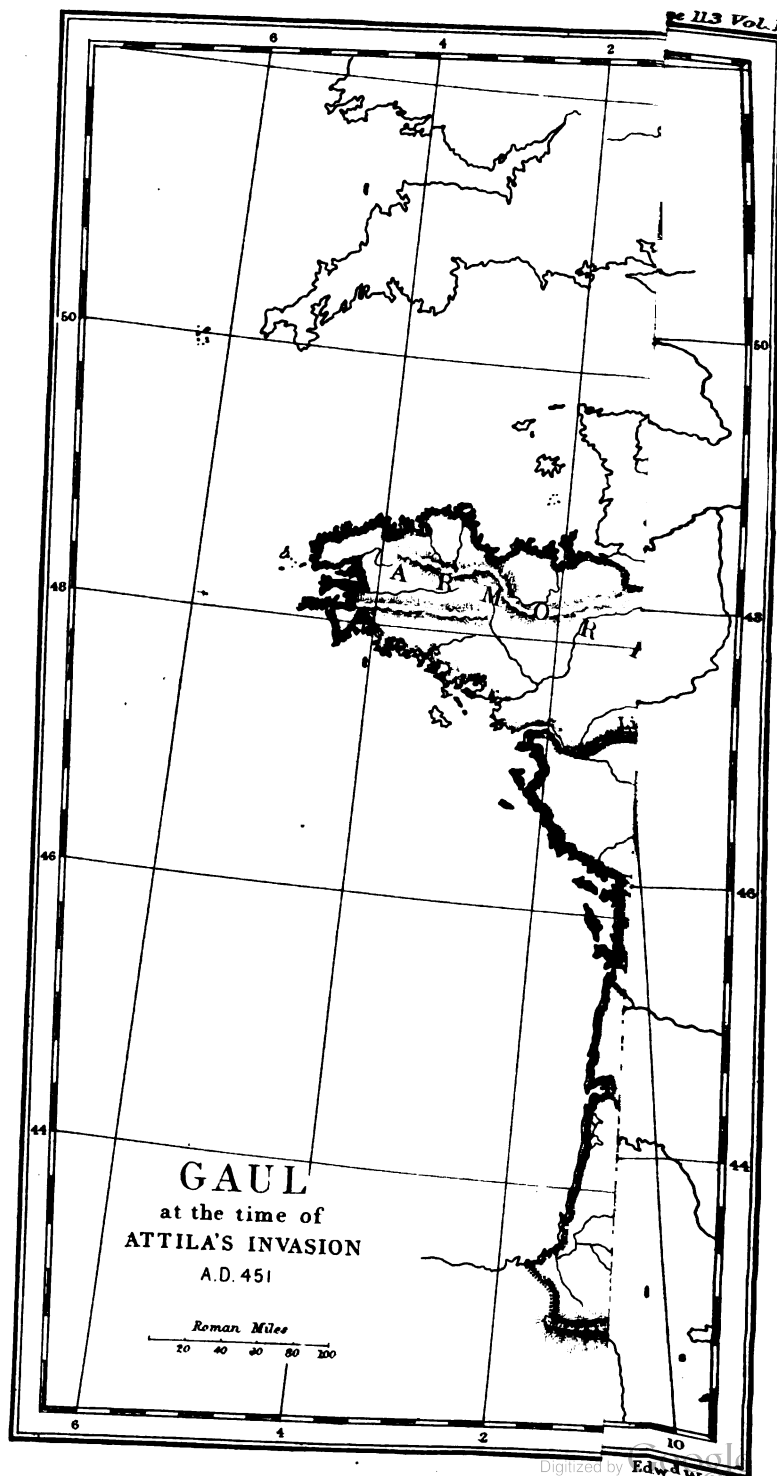 113 Vol.
6 4 2
50 50
48 48
A R M O R
46 46
44 44
GAUL
at the time of
ATTILA'S INVASION
A.D. 451
Roman Miles
20 40 60 80 100
6 4 2 10
Digitized by Google